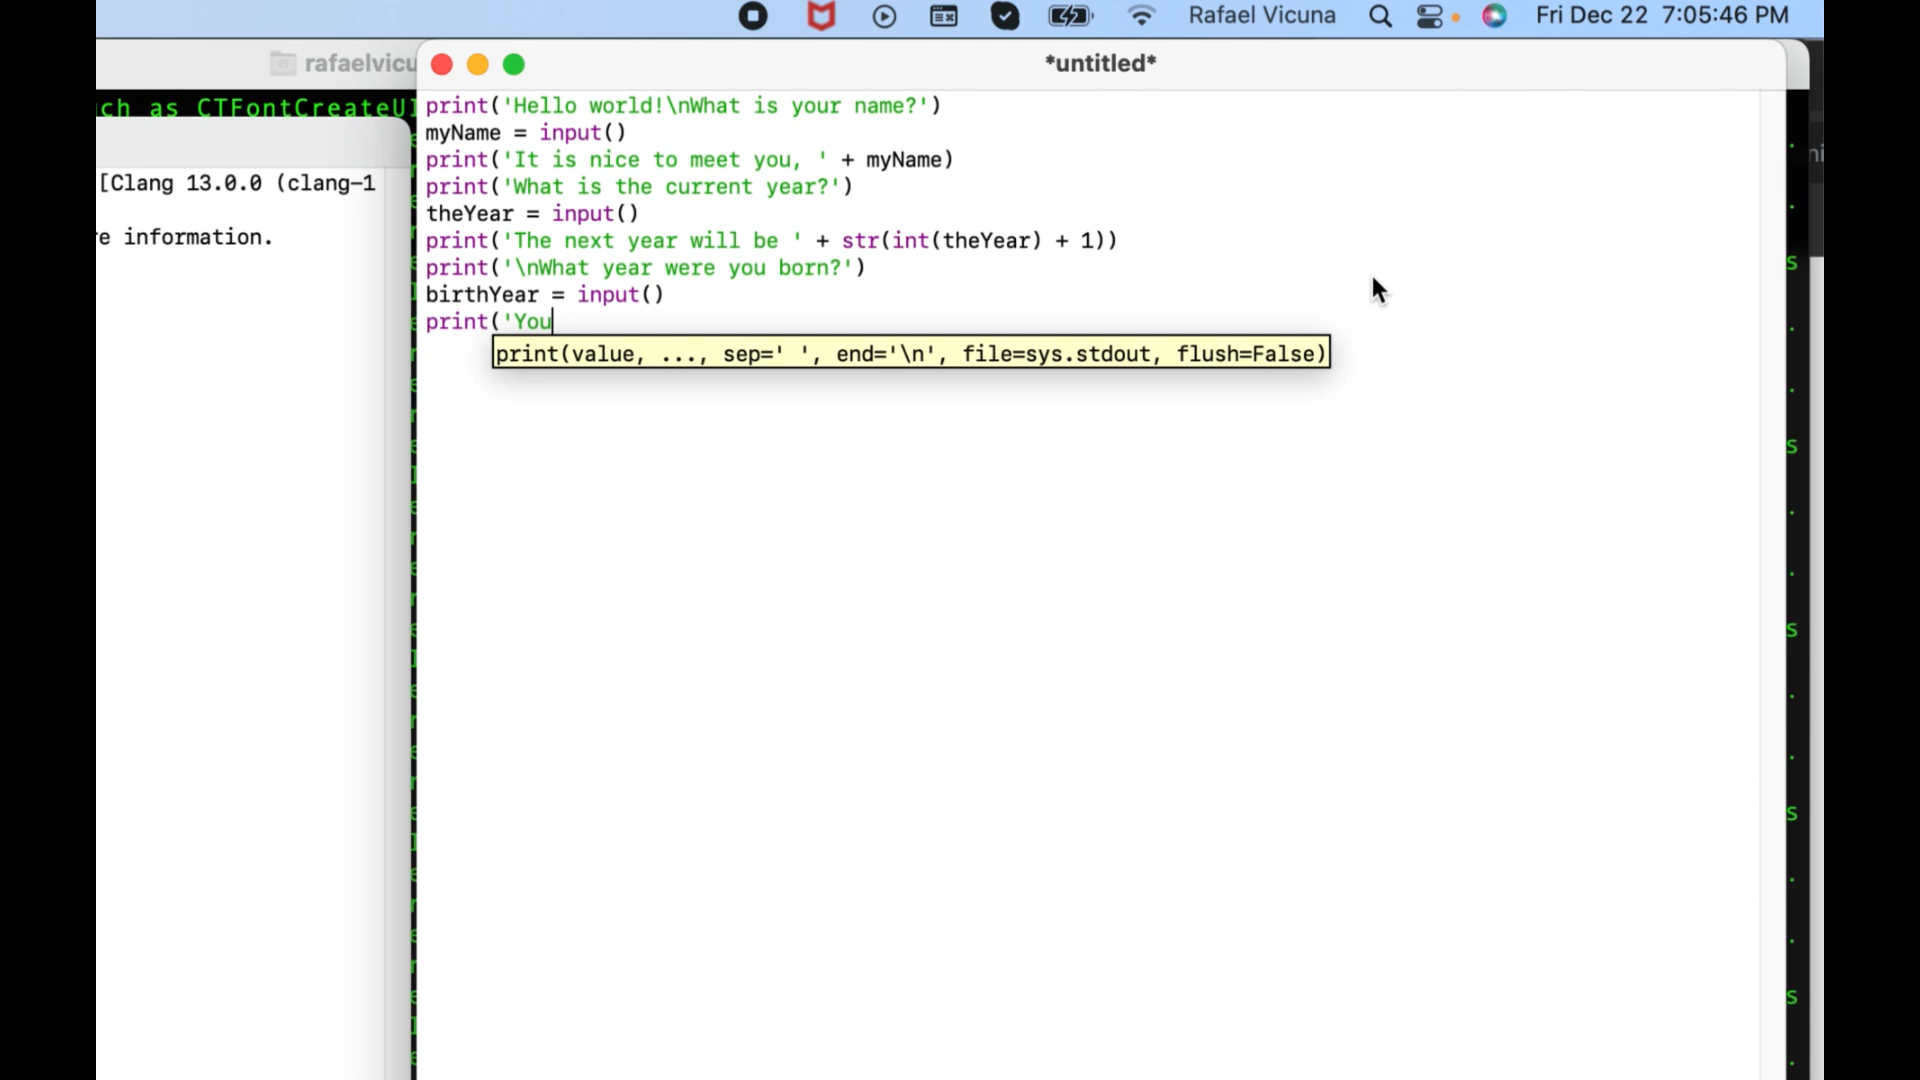 Rafael Vicuna Fri Dec 22 7:05:46 PM
rafaelvicu
*untitled*
ch as CTFontCreateUI
[Clang 13.0.0 (clang-1
e information.
print('Hello world!\nWhat is your name?')
myName = input()
print('It is nice to meet you, ' + myName)
print('What is the current year?')
theYear = input()
print('The next year will be ' + str(int(theYear) + 1))
print('\nWhat year were you born?')
birthYear = input()
print('You
print(value, ..., sep=' ', end='\n', file=sys.stdout, flush=False)